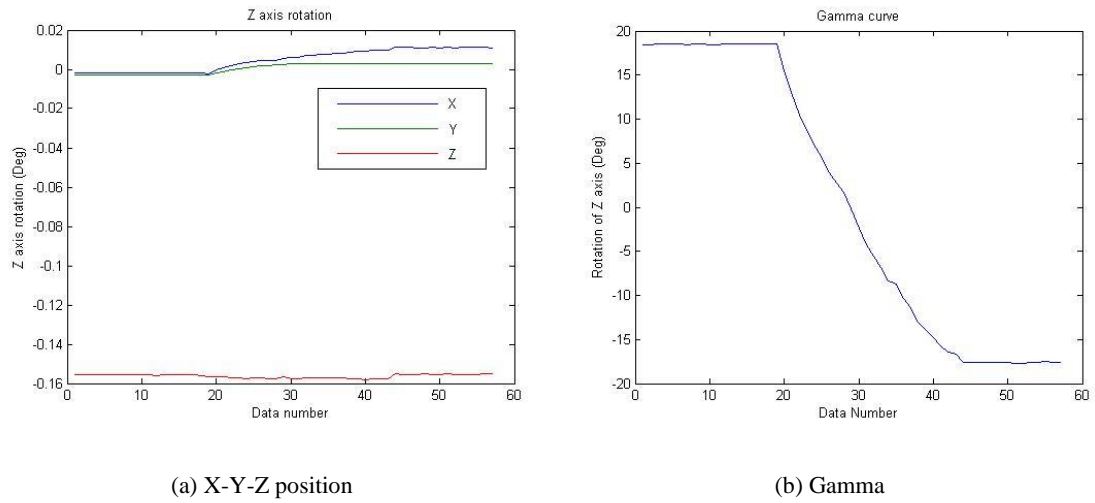 Z axis rotation
0.02
0
-0.02
-0.04
-0.06
-0.08
-0.1
-0.12
-0.14
-0.16
Z axis rotation (Deg)
X
Y
Z
0 10 20 30 40 50 60
Data number
(a) X-Y-Z position
Gamma curve
20
15
10
5
0
-5
-10
-15
-20
Rotation of Z axis (Deg)
0 10 20 30 40 50 60
Data Number
(b) Gamma